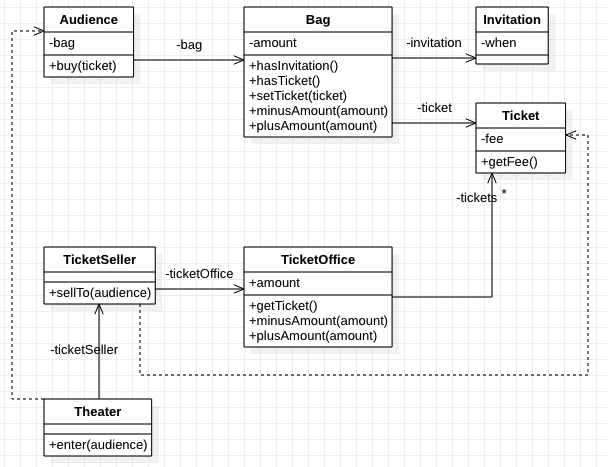 Audience
-bag
+buy(ticket)
-bag
Bag
-amount
+hasInvitation()
+hasTicket()
+setTicket(ticket)
+minusAmount(amount)
+plusAmount(amount)
-invitation
Invitation
-when
-ticket
Ticket
-fee
+getFee()
-tickets *
TicketSeller
+sellTo(audience)
-ticketOffice
TicketOffice
+amount
+getTicket()
+minusAmount(amount)
+plusAmount(amount)
-ticketSeller
Theater
+enter(audience)